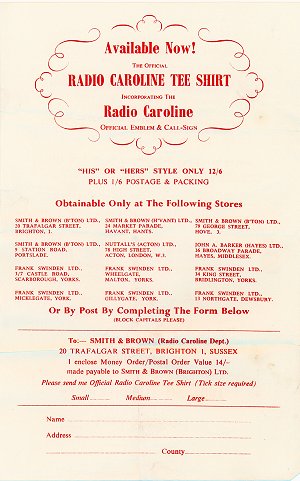 Available Now!
THE OFFICIAL
RADIO CAROLINE TEE SHIRT
INCORPORATING THE
Radio Caroline
OFFICIAL EMBLEM & CALL-SIGN
"HIS" OR "HERS" STYLE ONLY 12/6
PLUS 1/6 POSTAGE & PACKING
Obtainable Only at The Following Stores
SMITH & BROWN (B'TON) LTD.,
20 TRAFALGAR STREET,
BRIGHTON, 1.
SMITH & BROWN (H'VANT) LTD.,
24 MARKET PARADE,
HAVANT, HANTS.
SMITH & BROWN (B'TON) LTD.,
79 GEORGE STREET,
HOVE, 3.
SMITH & BROWN (B'TON) LTD.,
9 STATION ROAD,
PORTSLADE.
NUTTALL'S (ACTON) LTD.,
78 HIGH STREET,
ACTON, LONDON, W.3.
JOHN A. BARKER (HAYES) LTD.,
36 BROADWAY PARADE,
HAYES, MIDDLESEX.
FRANK SWINDEN LTD.,
3/7 CASTLE ROAD,
SCARBOROUGH, YORKS.
FRANK SWINDEN LTD.,
WHEELGATE,
MALTON, YORKS.
FRANK SWINDEN LTD.,
34 KING STREET,
BRIDLINGTON, YORKS.
FRANK SWINDEN LTD.,
MICKLEGATE, YORK.
FRANK SWINDEN LTD.,
GILLYGATE, YORK.
FRANK SWINDEN LTD.,
13 NORTHGATE, DEWSBURY.
Or By Post By Completing The Form Below
(BLOCK CAPITALS PLEASE)
To:— SMITH & BROWN (Radio Caroline Dept.)
20 TRAFALGAR STREET, BRIGHTON 1, SUSSEX
I enclose Money Order/Postal Order Value 14/-
made payable to SMITH & BROWN (BRIGHTON) LTD.
Please send me Official Radio Caroline Tee Shirt (Tick size required)
Small Medium Large
Name
Address
County